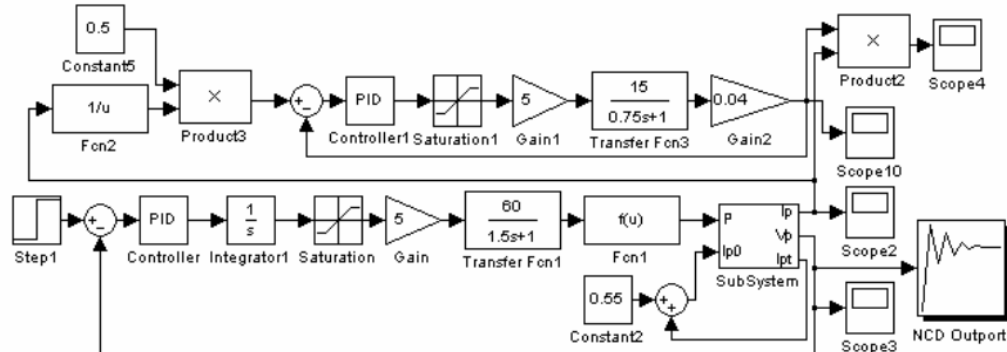 0.5
Constant5
1/u
Fcn2
×
Product3
+
−
PID
Controller1
Saturation1
5
Gain1
15
0.75s+1
Transfer Fcn3
0.04
Gain2
×
Product2
Scope4
Scope10
Step1
+
−
PID
Controller
1
s
Integrator1
Saturation
5
Gain
60
1.5s+1
Transfer Fcn1
f(u)
Fcn1
P
Ip0
Ip
Vp
Ipt
SubSystem
0.55
Constant2
+
+
Scope2
Scope3
NCD Outport